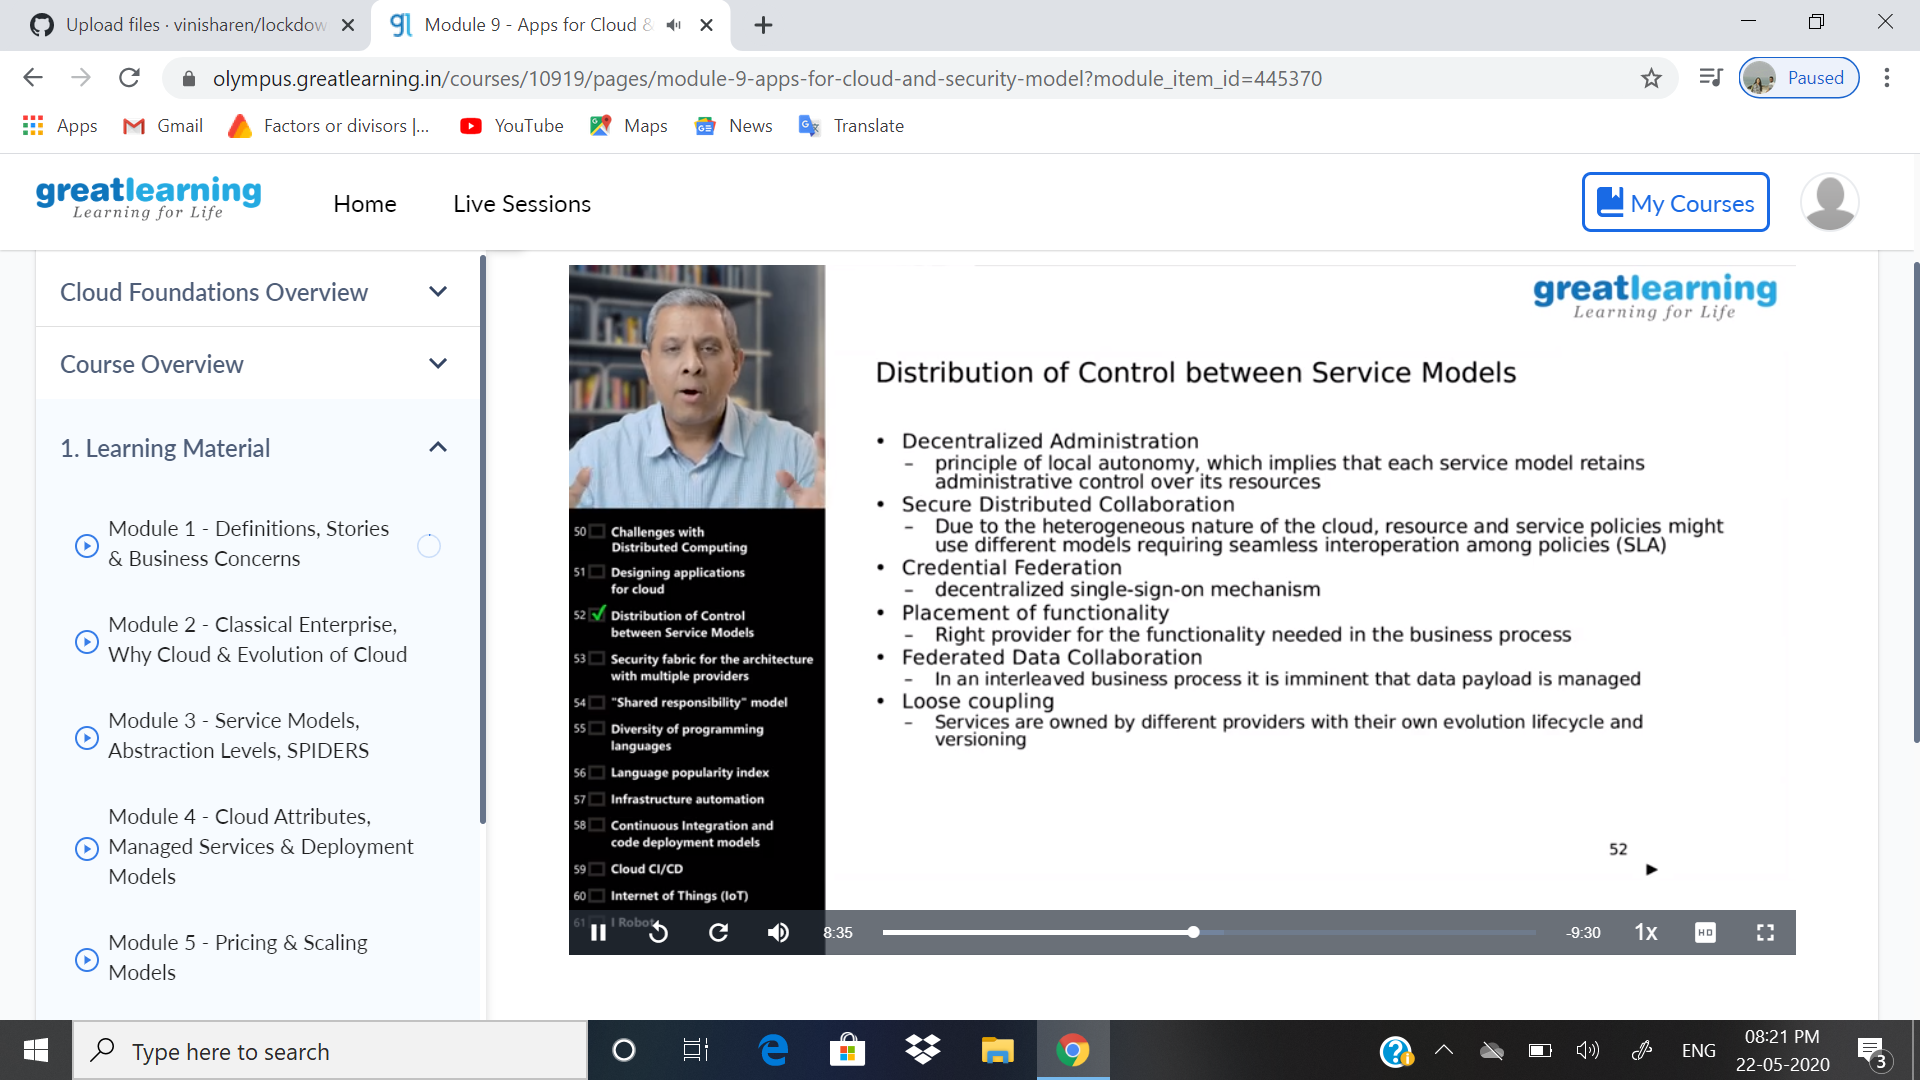 Upload files · vinisharen/lockdow
Module 9 - Apps for Cloud &
olympus.greatlearning.in/courses/10919/pages/module-9-apps-for-cloud-and-security-model?module_item_id=445370
Paused
Apps
Gmail
Factors or divisors |...
YouTube
Maps
News
Translate
greatlearning
Learning for Life
Home
Live Sessions
My Courses
Cloud Foundations Overview
Course Overview
1. Learning Material
Module 1 - Definitions, Stories
& Business Concerns
Module 2 - Classical Enterprise,
Why Cloud & Evolution of Cloud
Module 3 - Service Models,
Abstraction Levels, SPIDERS
Module 4 - Cloud Attributes,
Managed Services & Deployment
Models
Module 5 - Pricing & Scaling
Models
50 Challenges with
Distributed Computing
51 Designing applications
for cloud
52 Distribution of Control
between Service Models
53 Security fabric for the architecture
with multiple providers
54 "Shared responsibility" model
55 Diversity of programming
languages
56 Language popularity index
57 Infrastructure automation
58 Continuous Integration and
code deployment models
59 Cloud CI/CD
60 Internet of Things (IoT)
61 I Robot
greatlearning
Learning for Life
Distribution of Control between Service Models
• Decentralized Administration
– principle of local autonomy, which implies that each service model retains
administrative control over its resources
• Secure Distributed Collaboration
– Due to the heterogeneous nature of the cloud, resource and service policies might
use different models requiring seamless interoperation among policies (SLA)
• Credential Federation
– decentralized single-sign-on mechanism
• Placement of functionality
– Right provider for the functionality needed in the business process
• Federated Data Collaboration
– In an interleaved business process it is imminent that data payload is managed
• Loose coupling
– Services are owned by different providers with their own evolution lifecycle and
versioning
52
8:35
-9:30
1x
HD
Type here to search
ENG
08:21 PM
22-05-2020
3